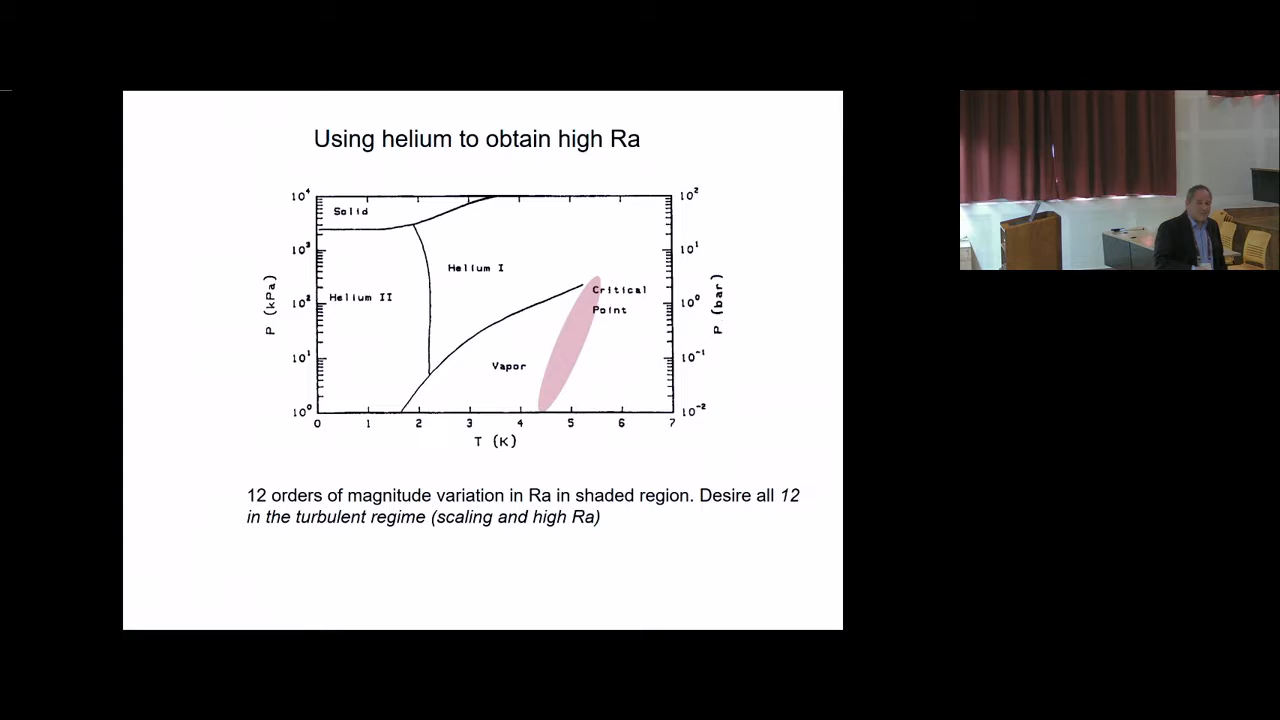 Using helium to obtain high Ra
10⁴
10³
10²
10¹
10⁰
P (kPa)
Solid
Helium I
Helium II
Critical
Point
Vapor
10²
10¹
10⁰
10⁻¹
10⁻²
P (bar)
0 1 2 3 4 5 6 7
T (K)
12 orders of magnitude variation in Ra in shaded region. Desire all 12
in the turbulent regime (scaling and high Ra)